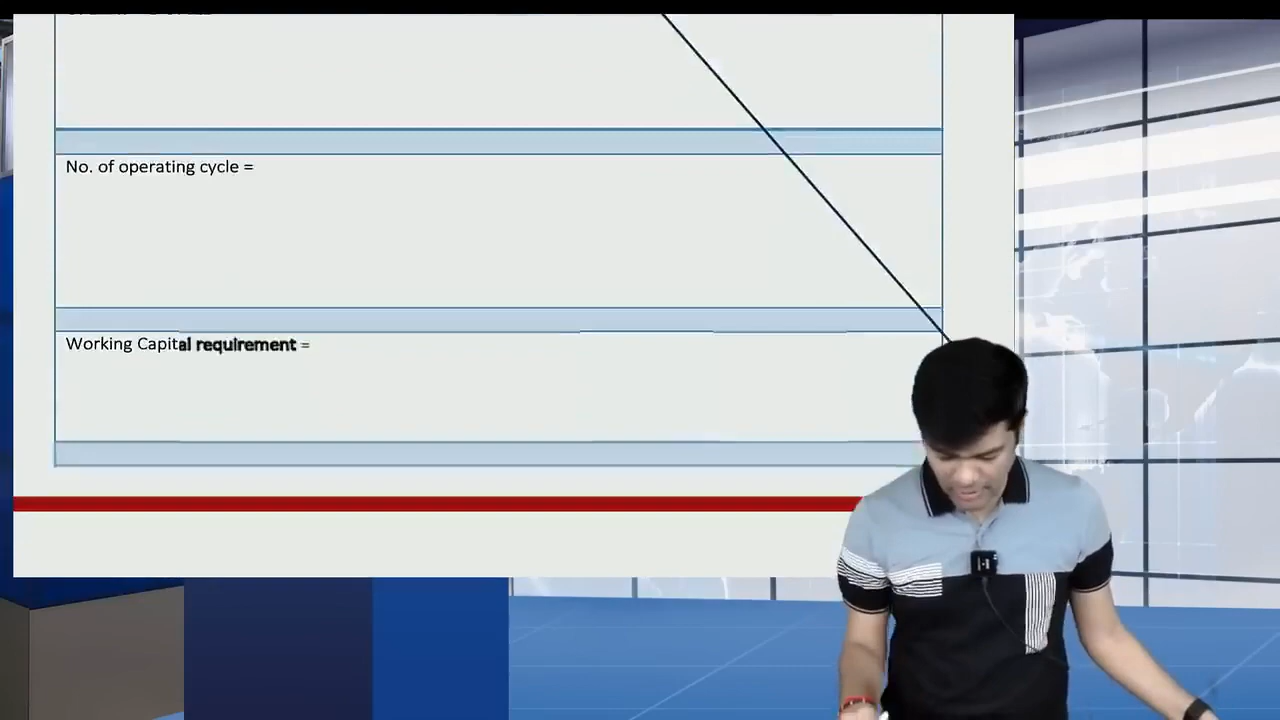 No. of operating cycle =
Working Capital requirement =